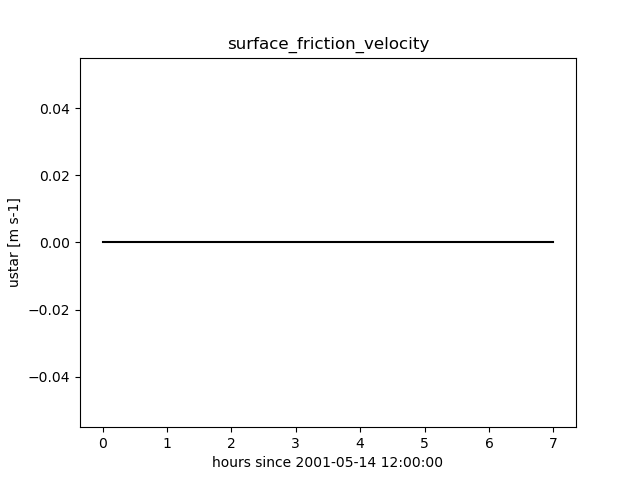 surface_friction_velocity
ustar [m s-1]
0.04
0.02
0.00
−0.02
−0.04
0 1 2 3 4 5 6 7
hours since 2001-05-14 12:00:00